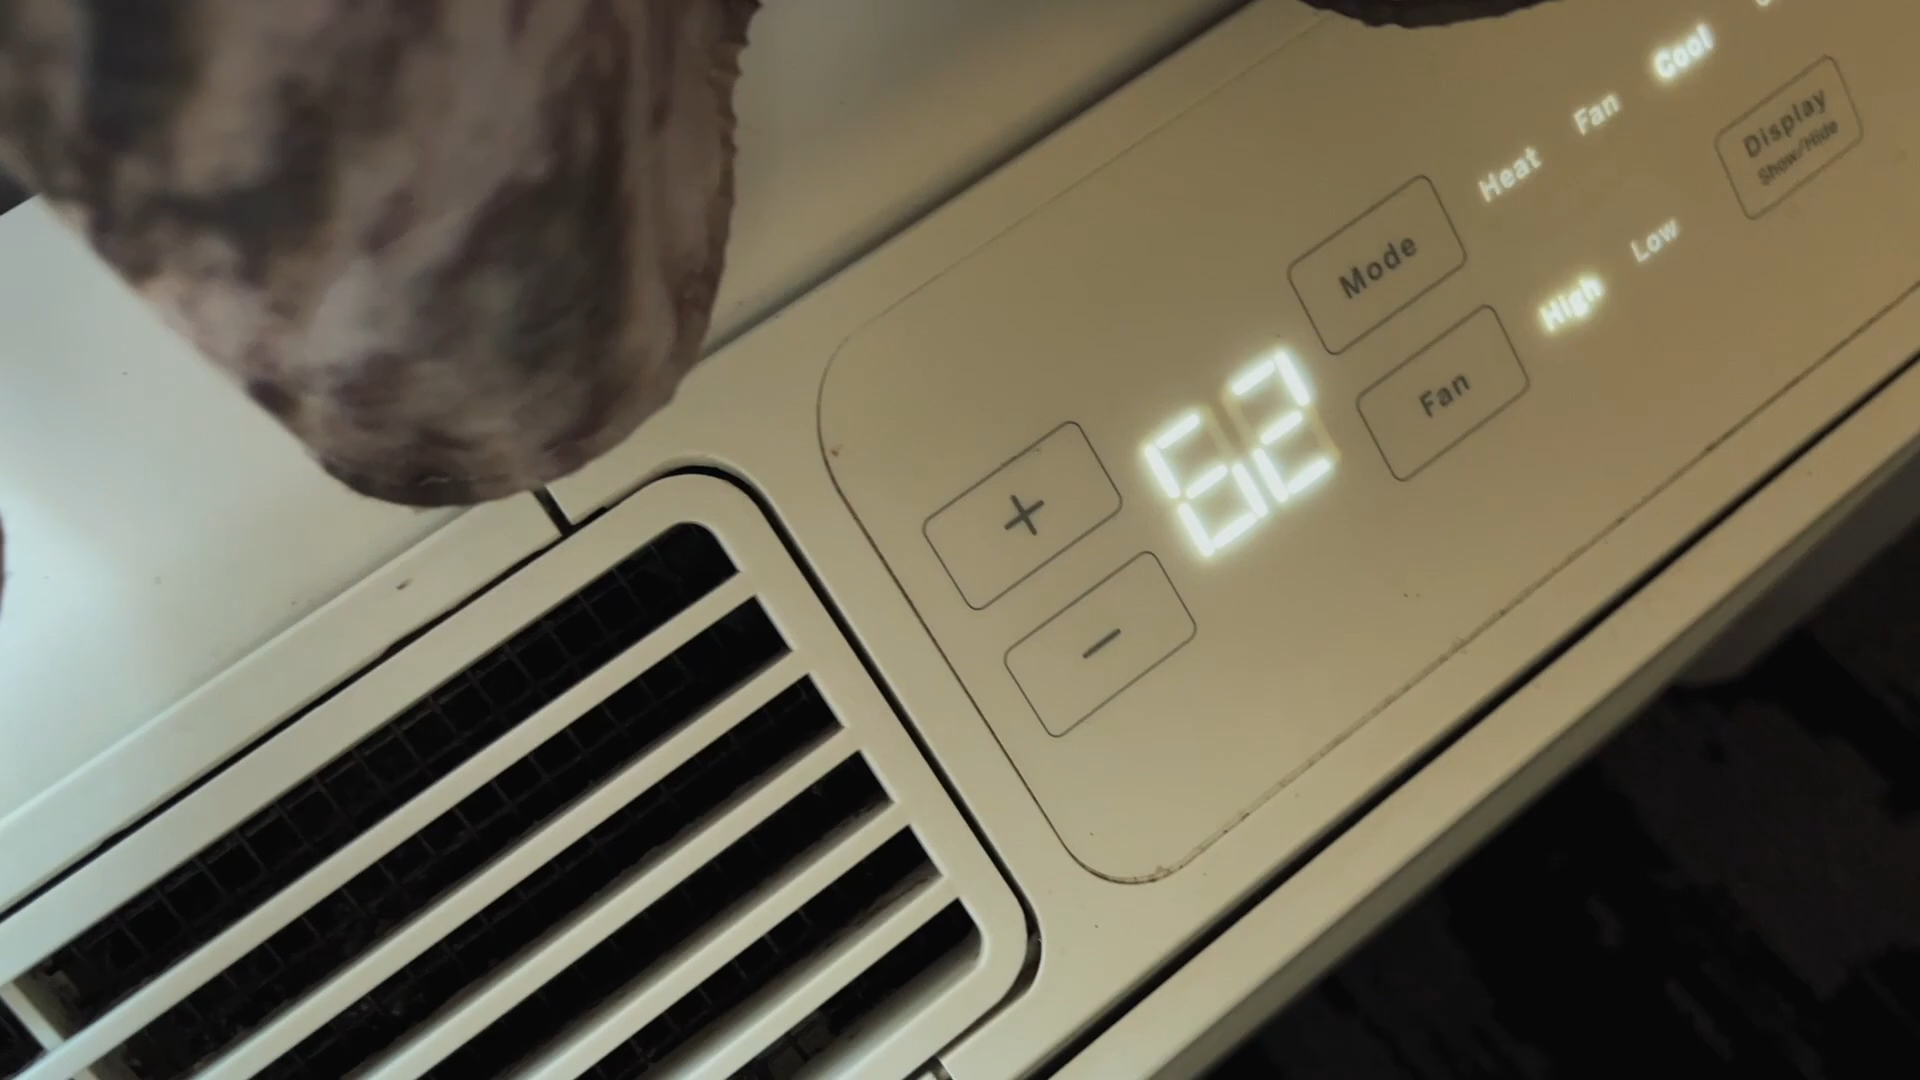 Heat Fan Cool
Mode
Display
Show/Hide
High Low
Fan
+
62
−